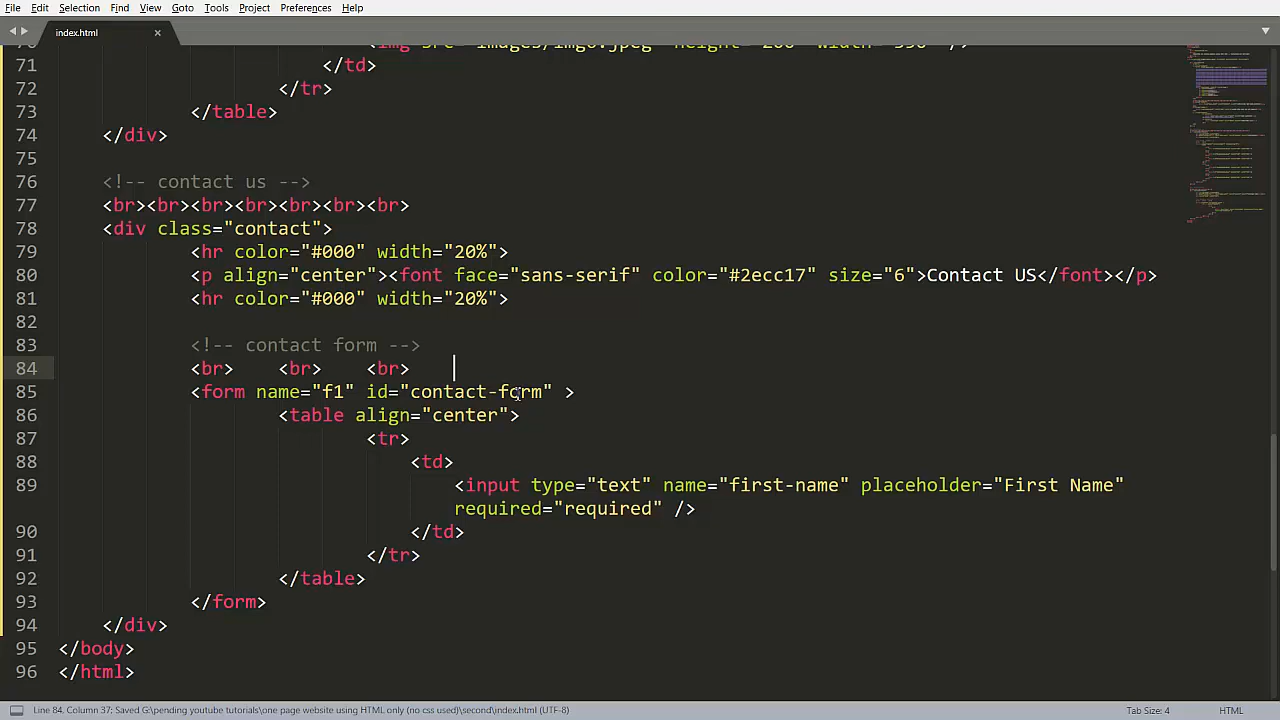 File Edit Selection Find View Goto Tools Project Preferences Help
index.html
71 </td>
72 </tr>
73 </table>
74 </div>
75
76 <!-- contact us -->
77 <br><br><br><br><br><br><br>
78 <div class="contact">
79 <hr color="#000" width="20%">
80 <p align="center"><font face="sans-serif" color="#2ecc17" size="6">Contact US</font></p>
81 <hr color="#000" width="20%">
82
83 <!-- contact form -->
84 <br> <br> <br>
85 <form name="f1" id="contact-form" >
86 <table align="center">
87 <tr>
88 <td>
89 <input type="text" name="first-name" placeholder="First Name"
required="required" />
90 </td>
91 </tr>
92 </table>
93 </form>
94 </div>
95 </body>
96 </html>
Line 84, Column 37; Saved G:\pending youtube tutorials\one page website using HTML only (no css used)\second\index.html (UTF-8)
Tab Size: 4
HTML